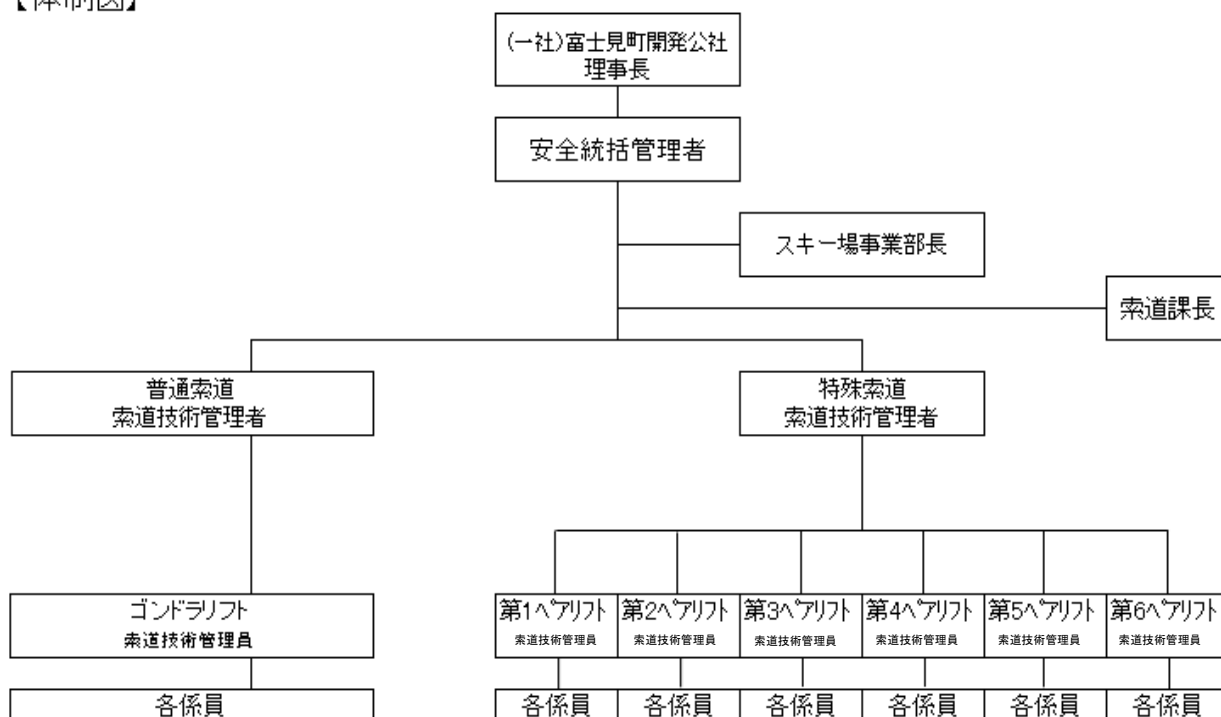 【体制図】
(一社)富士見町開発公社
理事長
安全統括管理者
スキー場事業部長
索道課長
普通索道
索道技術管理者
特殊索道
索道技術管理者
ゴンドラリフト
索道技術管理員
第1ペアリフト
索道技術管理員
第2ペアリフト
索道技術管理員
第3ペアリフト
索道技術管理員
第4ペアリフト
索道技術管理員
第5ペアリフト
索道技術管理員
第6ペアリフト
索道技術管理員
各係員
各係員
各係員
各係員
各係員
各係員
各係員